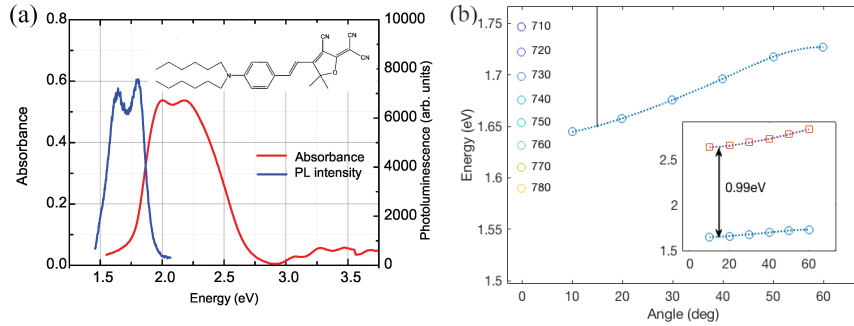 (a)
0.8
0.6
0.4
0.2
0.0
Absorbance
10000
8000
6000
4000
2000
0
Photoluminescence (arb. units)
1.5 2.0 2.5 3.0 3.5
Energy (eV)
Absorbance
PL intensity
N
CN
CN
CN
O
(b)
1.75
1.7
1.65
1.6
1.55
1.5
Energy (eV)
710
720
730
740
750
760
770
780
0 10 20 30 40 50 60
Angle (deg)
2.5
2
1.5
0 20 40 60
0.99eV